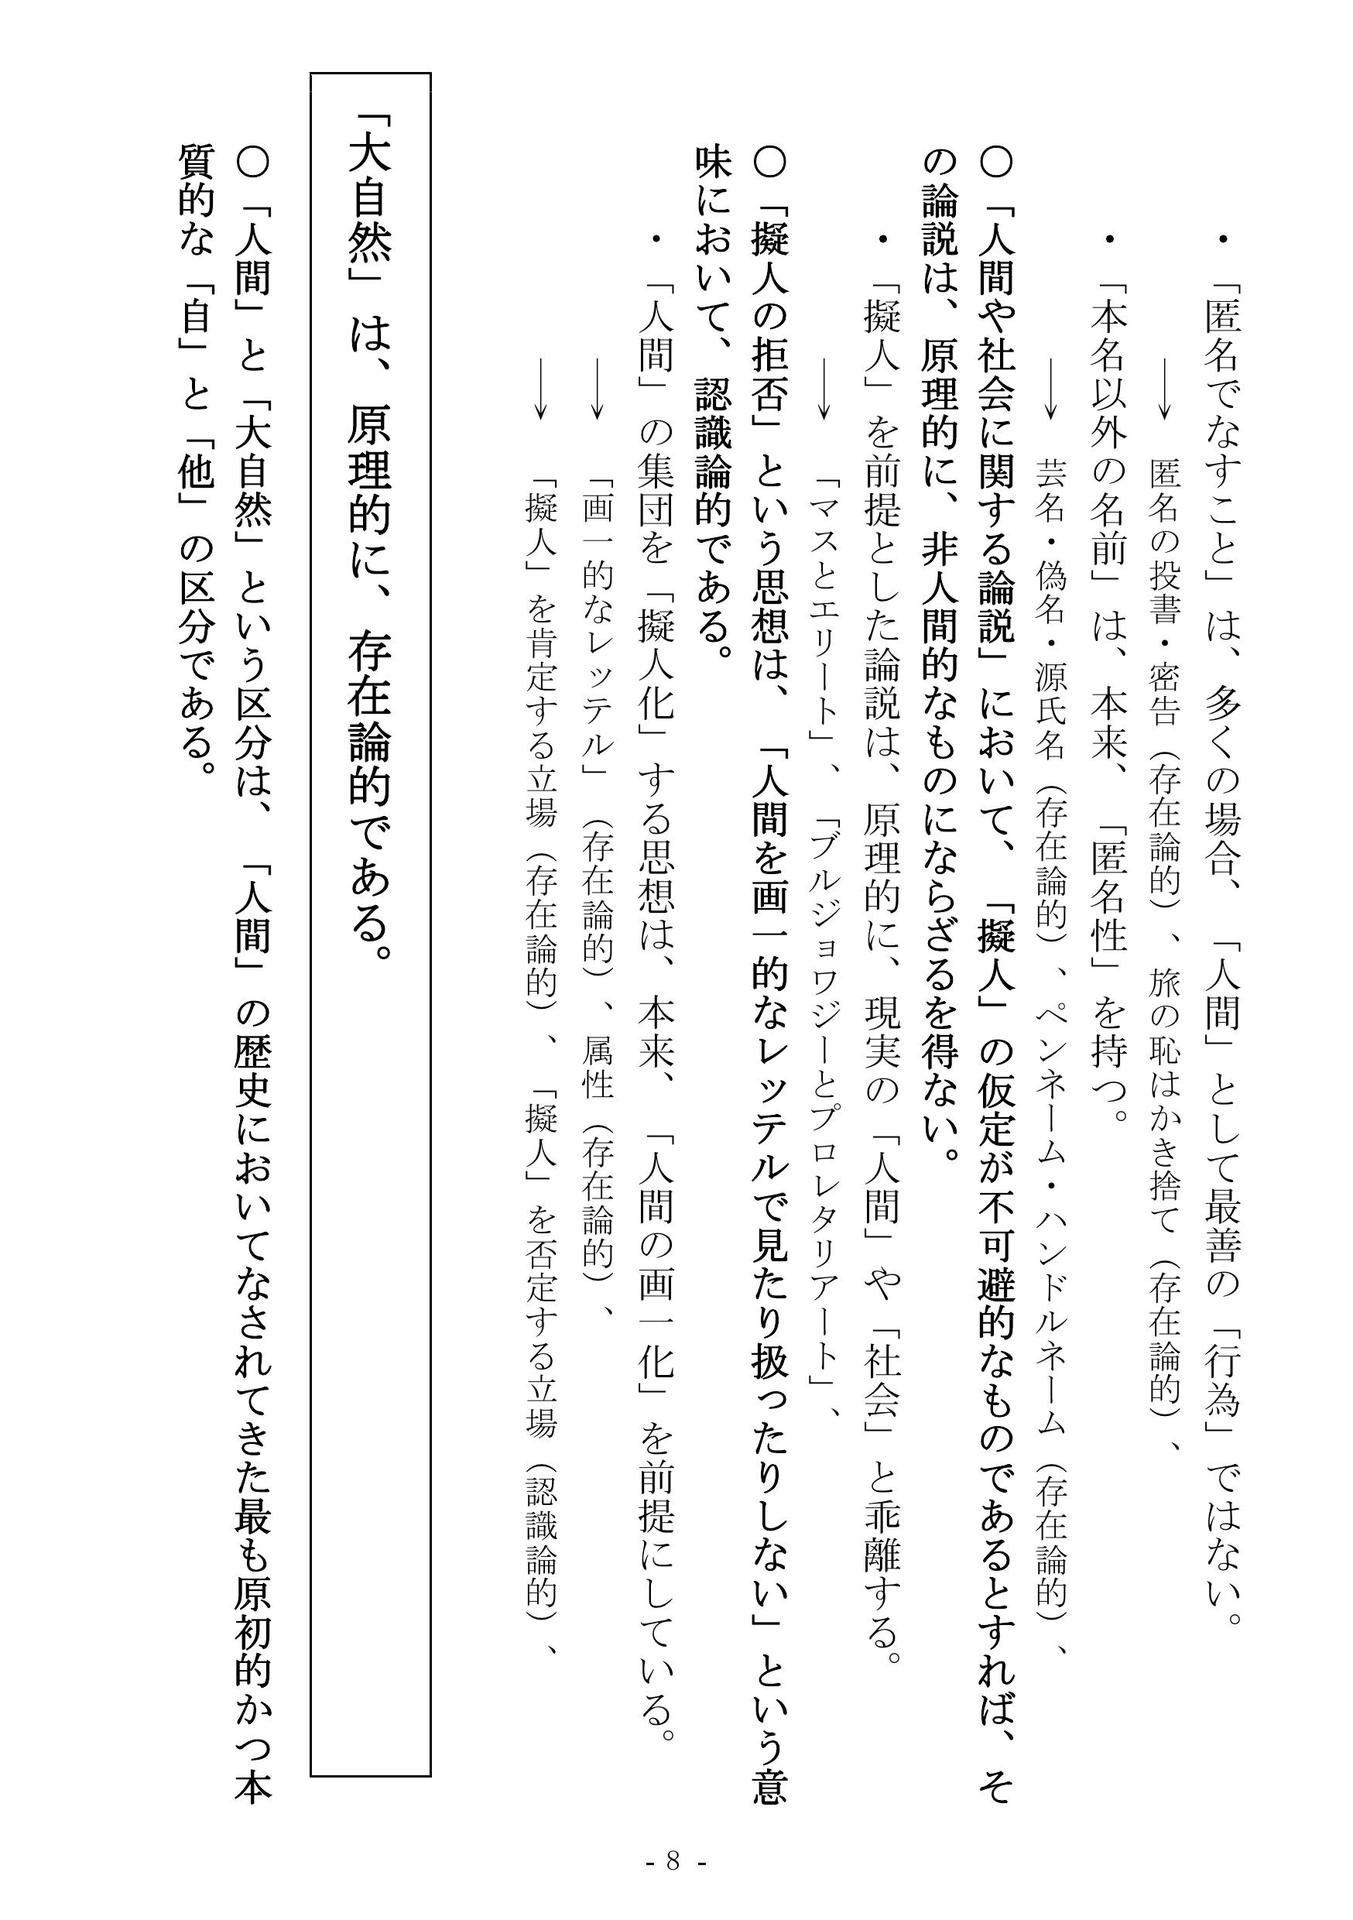 ・「匿名でなすこと」は、多くの場合、「人間」として最善の「行為」ではない。
→ 匿名の投書・密告（存在論的）、旅の恥はかき捨て（存在論的）、
・「本名以外の名前」は、本来、「匿名性」を持つ。
→ 芸名・偽名・源氏名（存在論的）、ペンネーム・ハンドルネーム（存在論的）、
〇「人間や社会に関する論説」において、「擬人」の仮定が不可避的なものであるとすれば、そ
の論説は、原理的に、非人間的なものにならざるを得ない。
・「擬人」を前提とした論説は、原理的に、現実の「人間」や「社会」と乖離する。
→ 「マスとエリート」、「ブルジョワジーとプロレタリアート」、
〇「擬人の拒否」という思想は、「人間を画一的なレッテルで見たり扱ったりしない」という意
味において、認識論的である。
・「人間」の集団を「擬人化」する思想は、本来、「人間の画一化」を前提にしている。
→ 「画一的なレッテル」（存在論的）、属性（存在論的）、
→ 「擬人」を肯定する立場（存在論的）、「擬人」を否定する立場（認識論的）、
「大自然」は、原理的に、存在論的である。
〇「人間」と「大自然」という区分は、「人間」の歴史においてなされてきた最も原初的かつ本
質的な「自」と「他」の区分である。
- 8 -